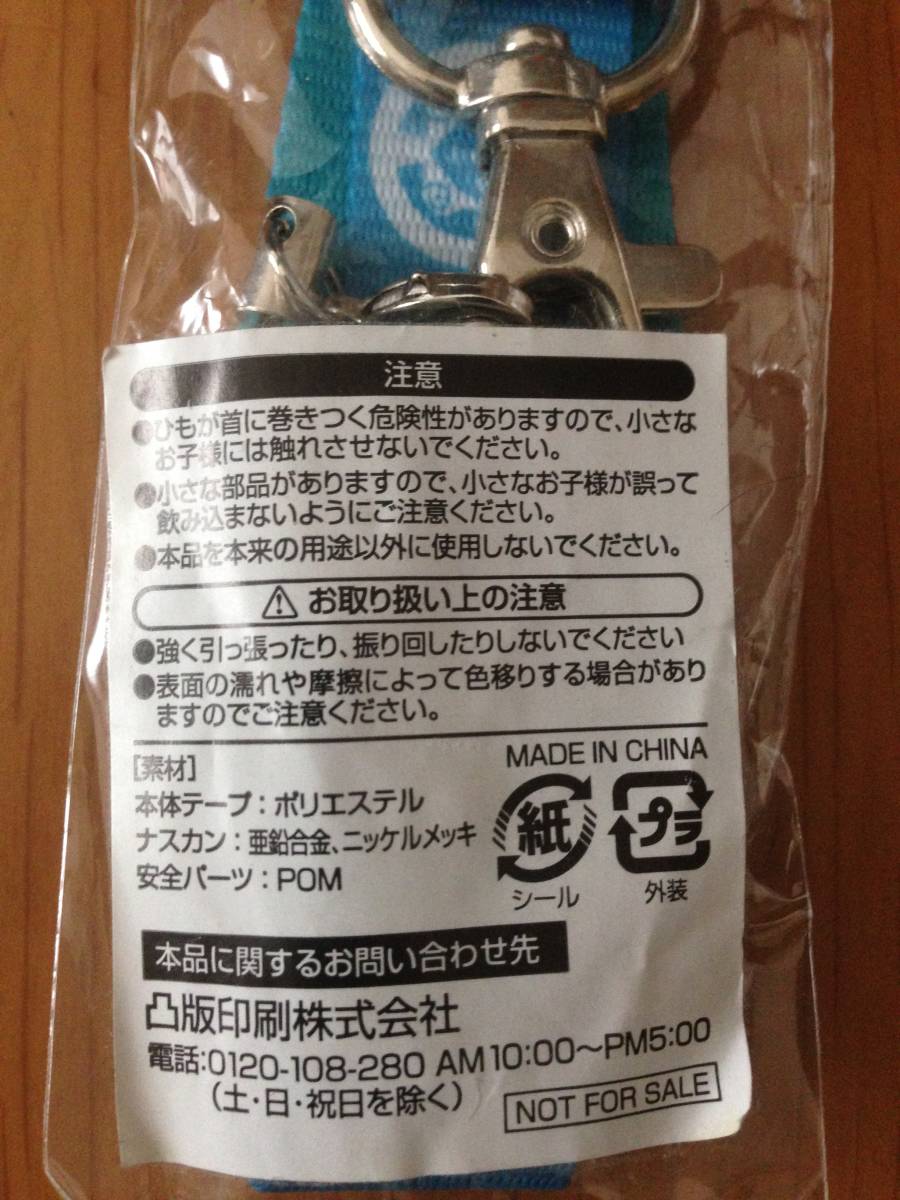 注意
●ひもが首に巻きつく危険性がありますので、小さな
お子様には触れさせないでください。
●小さな部品がありますので、小さなお子様が誤って
飲み込まないようにご注意ください。
●本品を本来の用途以外に使用しないでください。
⚠ お取り扱い上の注意
●強く引っ張ったり、振り回したりしないでください
●表面の濡れや摩擦によって色移りする場合があり
ますのでご注意ください。
MADE IN CHINA
[素材]
本体テープ：ポリエステル
ナスカン：亜鉛合金、ニッケルメッキ
安全パーツ：POM
紙
シール
プラ
外装
本品に関するお問い合わせ先
凸版印刷株式会社
電話:0120-108-280 AM10:00〜PM5:00
（土・日・祝日を除く）
NOT FOR SALE